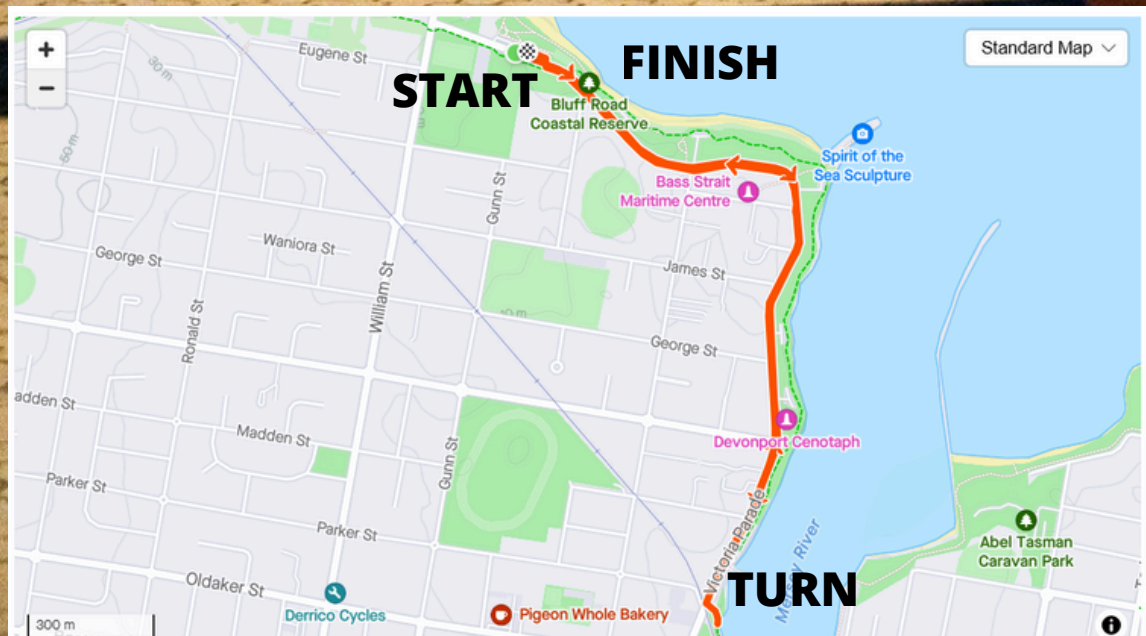 +
−
Standard Map
Eugene St
30 m
50 m
START
FINISH
Bluff Road
Coastal Reserve
Spirit of the
Sea Sculpture
Bass Strait
Maritime Centre
Gunn St
Waniora St
George St
James St
William St
Ronald St
George St
adden St
Madden St
Devonport Cenotaph
Gunn St
Parker St
Parker St
Victoria Parade
Mersey River
Abel Tasman
Caravan Park
Oldaker St
Derrico Cycles
Pigeon Whole Bakery
TURN
300 m